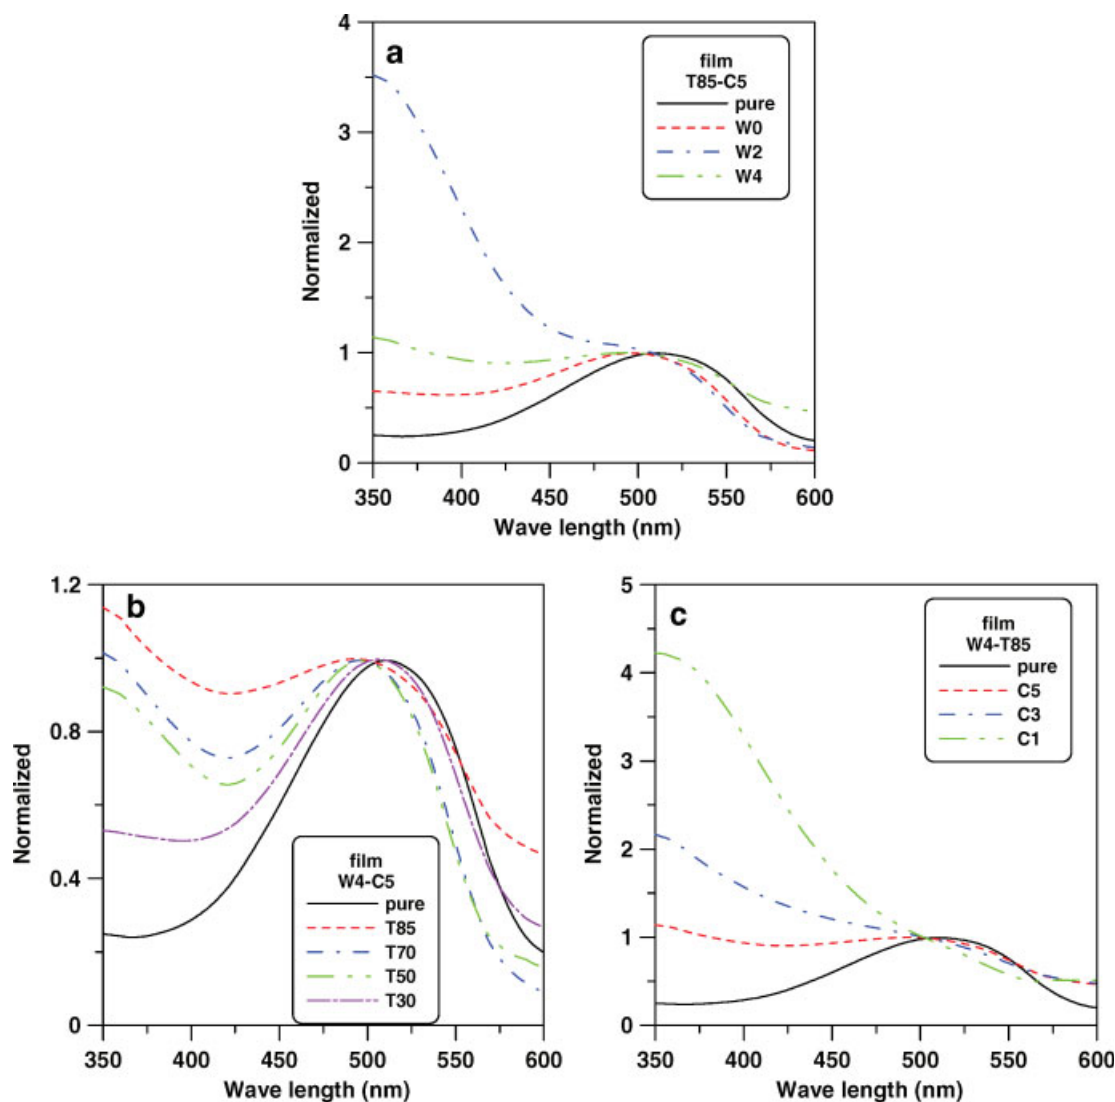 4
3
2
1
0
Normalized
a
film
T85-C5
pure
W0
W2
W4
350 400 450 500 550 600
Wave length (nm)
1.2
0.8
0.4
0
Normalized
b
film
W4-C5
pure
T85
T70
T50
T30
350 400 450 500 550 600
Wave length (nm)
5
4
3
2
1
0
Normalized
c
film
W4-T85
pure
C5
C3
C1
350 400 450 500 550 600
Wave length (nm)